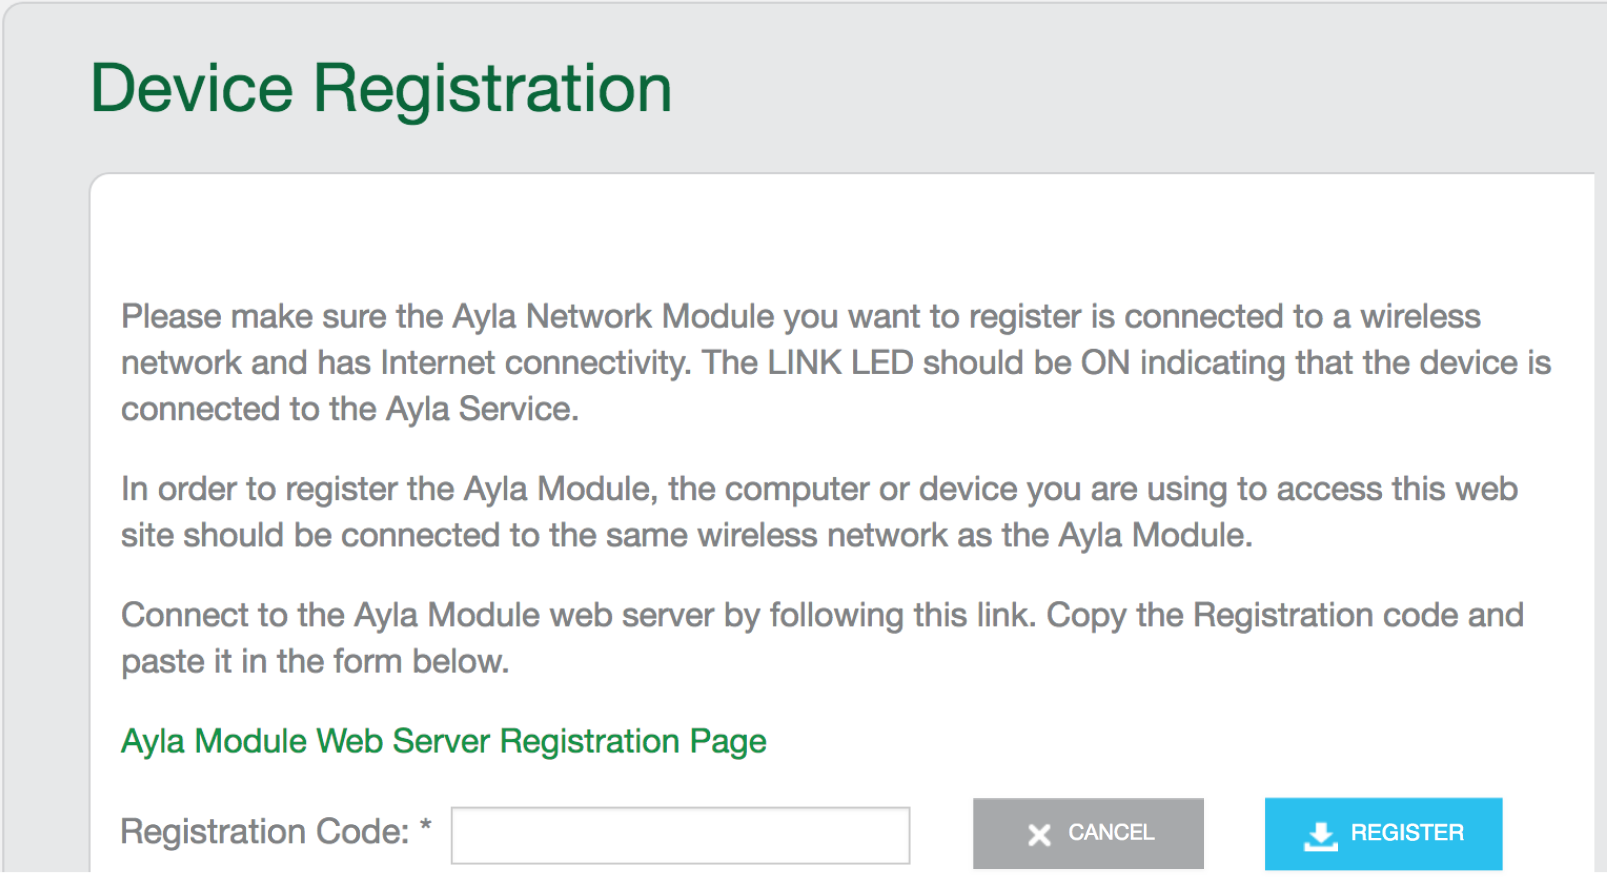 Device Registration
Please make sure the Ayla Network Module you want to register is connected to a wireless
network and has Internet connectivity. The LINK LED should be ON indicating that the device is
connected to the Ayla Service.
In order to register the Ayla Module, the computer or device you are using to access this web
site should be connected to the same wireless network as the Ayla Module.
Connect to the Ayla Module web server by following this link. Copy the Registration code and
paste it in the form below.
Ayla Module Web Server Registration Page
Registration Code: * CANCEL REGISTER